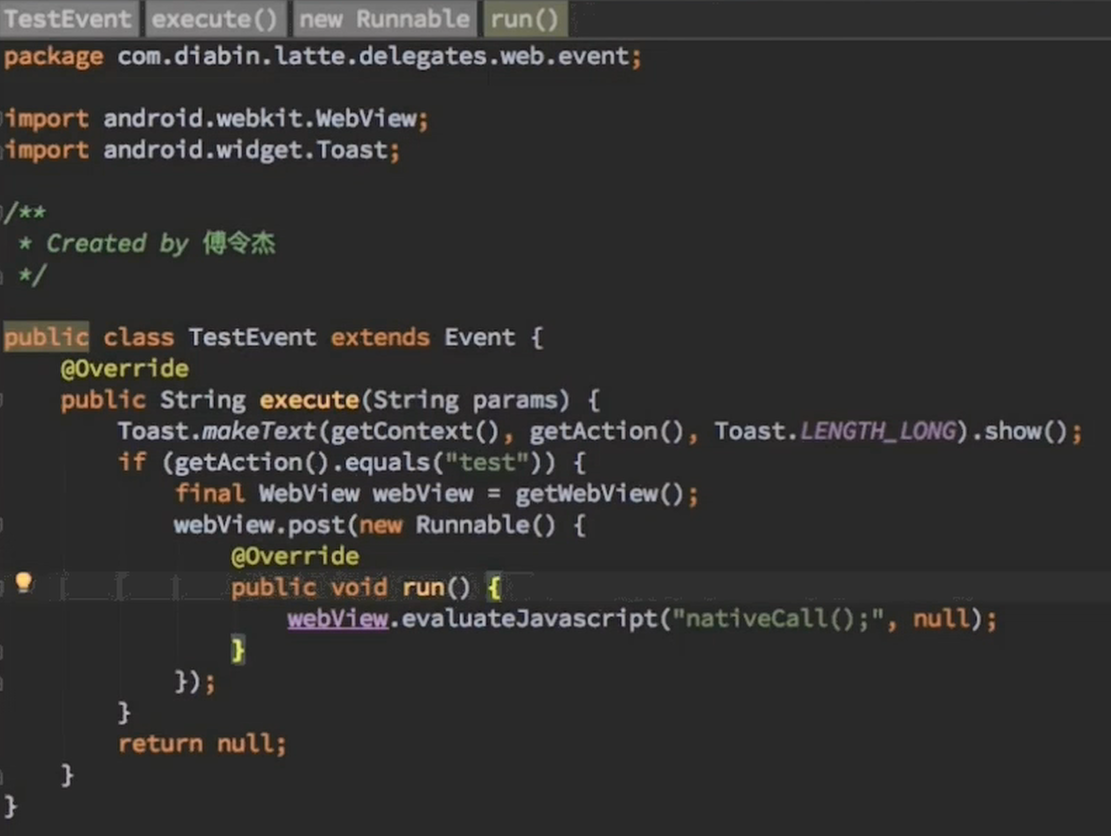 TestEvent execute() new Runnable run()
package com.diabin.latte.delegates.web.event;
import android.webkit.WebView;
import android.widget.Toast;
/**
* Created by 傅令杰
*/
public class TestEvent extends Event {
@Override
public String execute(String params) {
Toast.makeText(getContext(), getAction(), Toast.LENGTH_LONG).show();
if (getAction().equals("test")) {
final WebView webView = getWebView();
webView.post(new Runnable() {
@Override
public void run() {
webView.evaluateJavascript("nativeCall();", null);
}
});
}
return null;
}
}